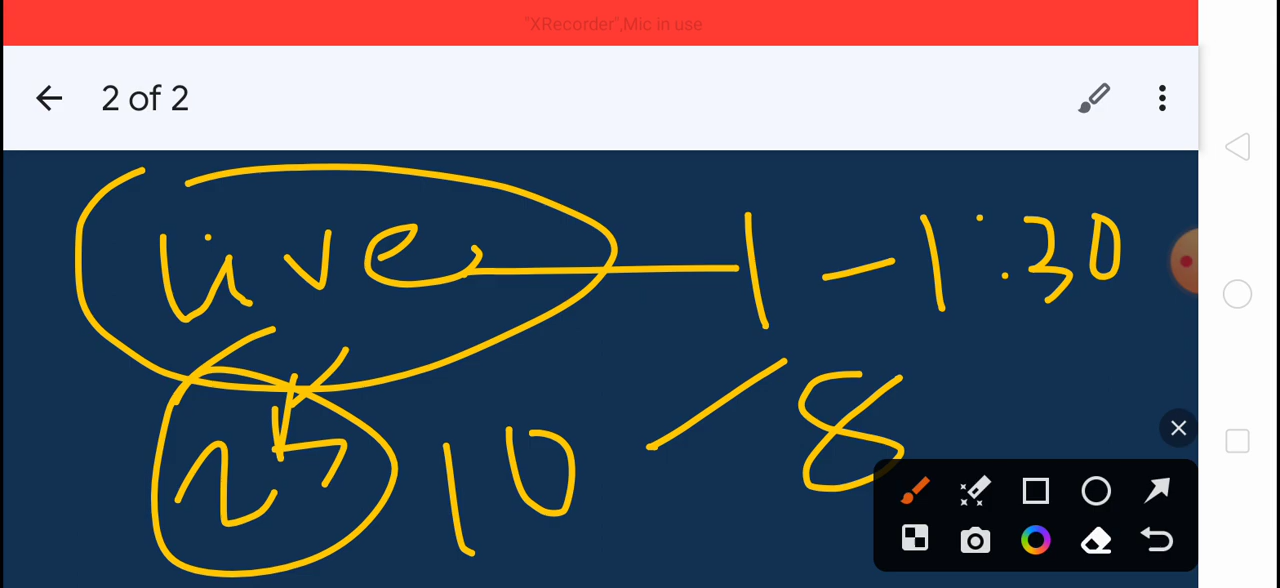 "XRecorder",Mic in use
2 of 2
Live — 1 - 1:30
25 10 - 8